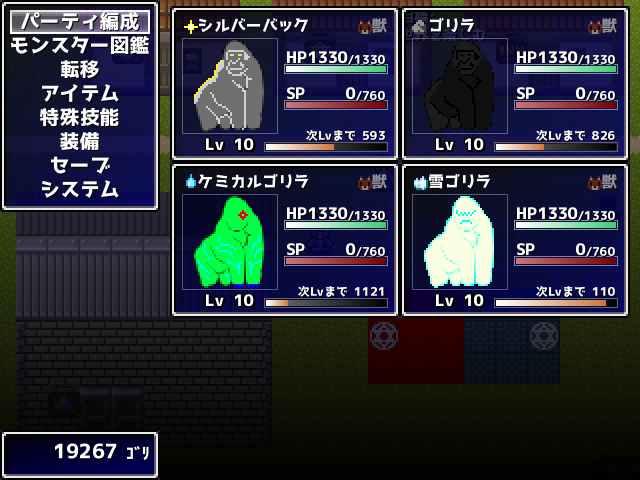 パーティ編成
モンスター図鑑
転移
アイテム
特殊技能
装備
セーブ
システム
シルバーバック 獣
HP1330/1330
SP 0/760
次Lvまで 593
Lv 10
ゴリラ 獣
HP1330/1330
SP 0/760
次Lvまで 826
Lv 10
ケミカルゴリラ 獣
HP1330/1330
SP 0/760
次Lvまで 1121
Lv 10
雪ゴリラ 獣
HP1330/1330
SP 0/760
次Lvまで 110
Lv 10
19267 ゴリ